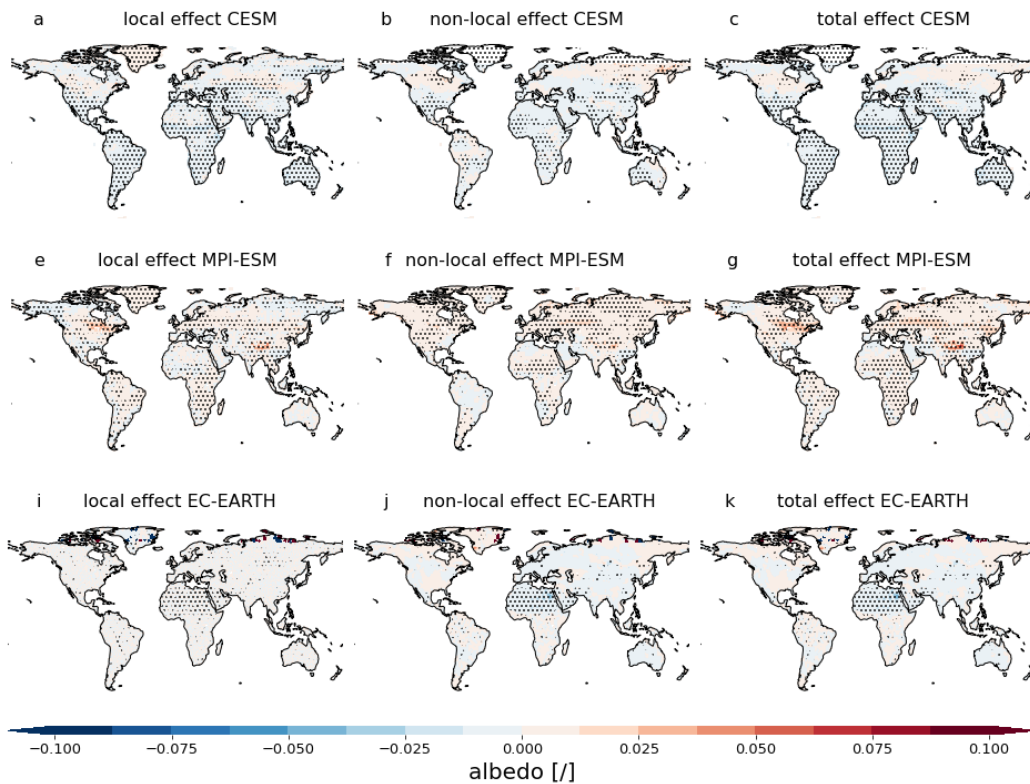 a local effect CESM
b non-local effect CESM
c total effect CESM
e local effect MPI-ESM
f non-local effect MPI-ESM
g total effect MPI-ESM
i local effect EC-EARTH
j non-local effect EC-EARTH
k total effect EC-EARTH
−0.100 −0.075 −0.050 −0.025 0.000 0.025 0.050 0.075 0.100
albedo [/]